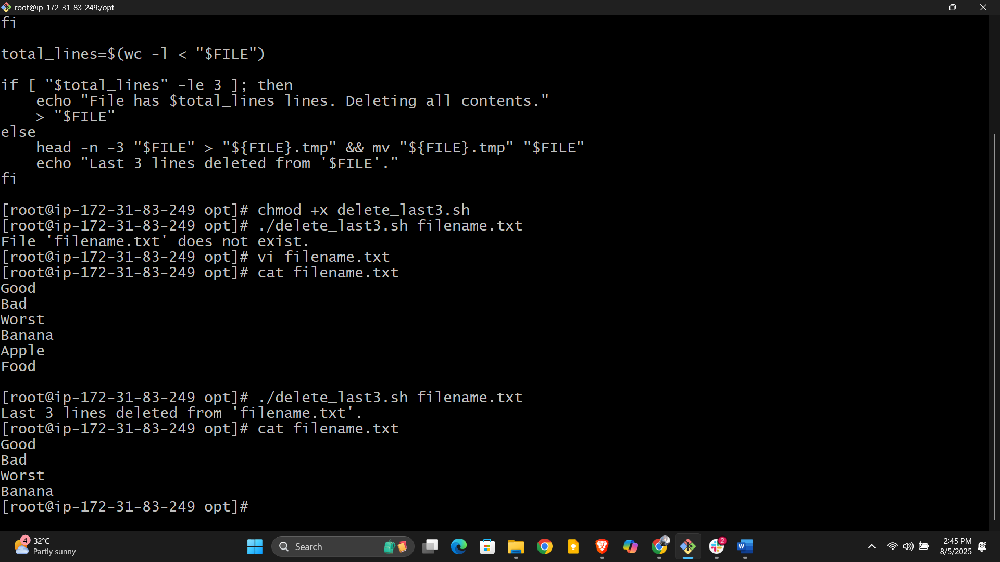 root@ip-172-31-83-249:/opt
fi
total_lines=$(wc -l < "$FILE")
if [ "$total_lines" -le 3 ]; then
    echo "File has $total_lines lines. Deleting all contents."
    > "$FILE"
else
    head -n -3 "$FILE" > "${FILE}.tmp" && mv "${FILE}.tmp" "$FILE"
    echo "Last 3 lines deleted from '$FILE'."
fi
[root@ip-172-31-83-249 opt]# chmod +x delete_last3.sh
[root@ip-172-31-83-249 opt]# ./delete_last3.sh filename.txt
File 'filename.txt' does not exist.
[root@ip-172-31-83-249 opt]# vi filename.txt
[root@ip-172-31-83-249 opt]# cat filename.txt
Good
Bad
Worst
Banana
Apple
Food
[root@ip-172-31-83-249 opt]# ./delete_last3.sh filename.txt
Last 3 lines deleted from 'filename.txt'.
[root@ip-172-31-83-249 opt]# cat filename.txt
Good
Bad
Worst
Banana
[root@ip-172-31-83-249 opt]#
4
32°C
Partly sunny
Search
2
W
2:45 PM
8/5/2025